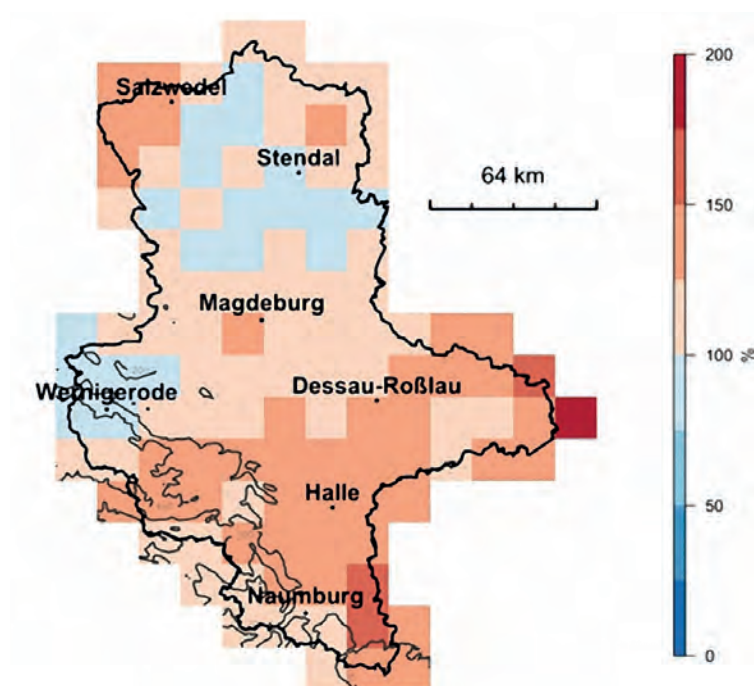 Salzwedel
Stendal
64 km
Magdeburg
Wernigerode
Dessau-Roßlau
Halle
Naumburg
200
150
100
50
0
%